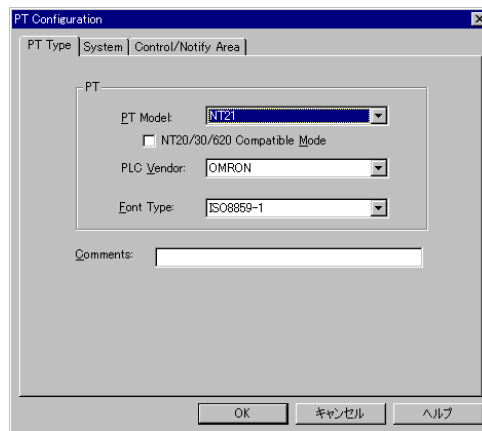 PT Configuration
PT Type System Control/Notify Area
PT
PT Model: NT21
NT20/30/620 Compatible Mode
PLC Vendor: OMRON
Font Type: ISO8859-1
Comments:
OK キャンセル ヘルプ